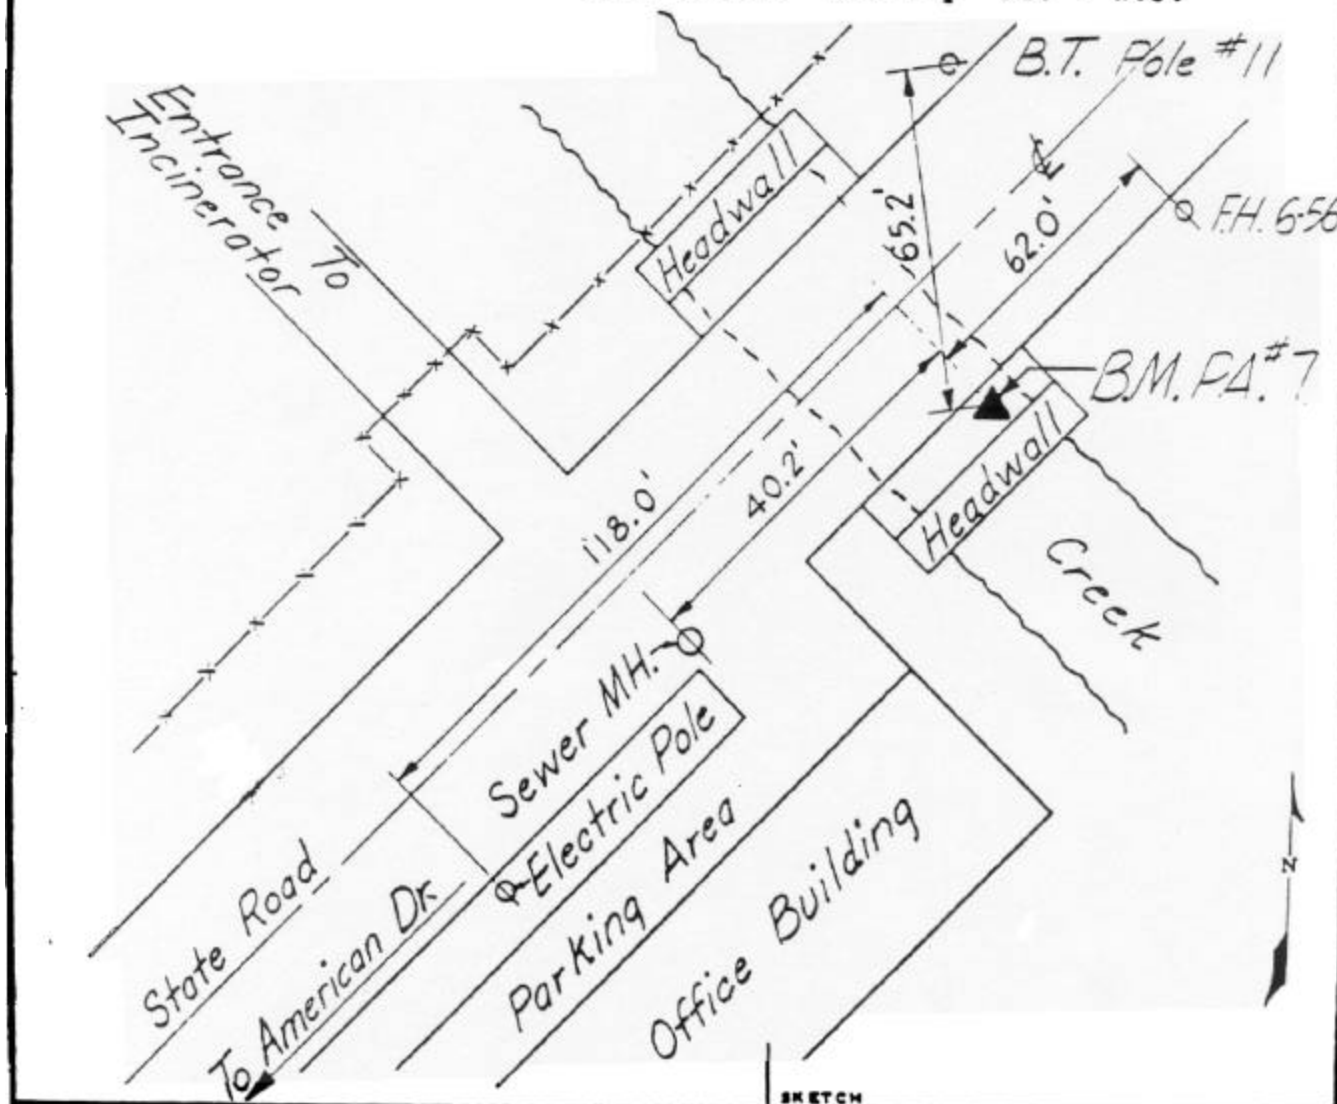 B.T. Pole #11
Entrance To
Incinerator
Headwall
℄
65.2'
62.0'
F.H. 6-56
B.M. P.A. #7
Headwall
118.0'
40.2'
Creek
Sewer MH.
Electric Pole
Parking Area
Office Building
State Road
To American Dr.
N
SKETCH